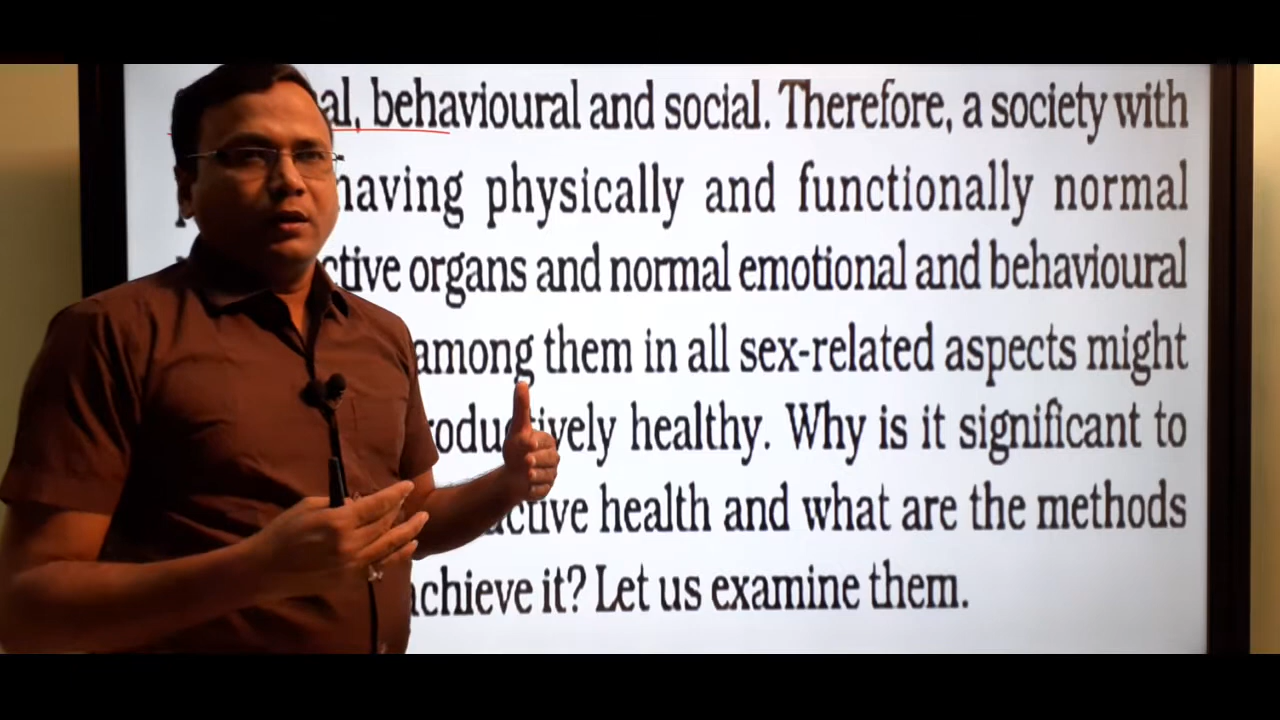 al, behavioural and social. Therefore, a society with
having physically and functionally normal
ctive organs and normal emotional and behavioural
among them in all sex-related aspects might
healthy. Why is it significant to
health and what are the methods
achieve it? Let us examine them.